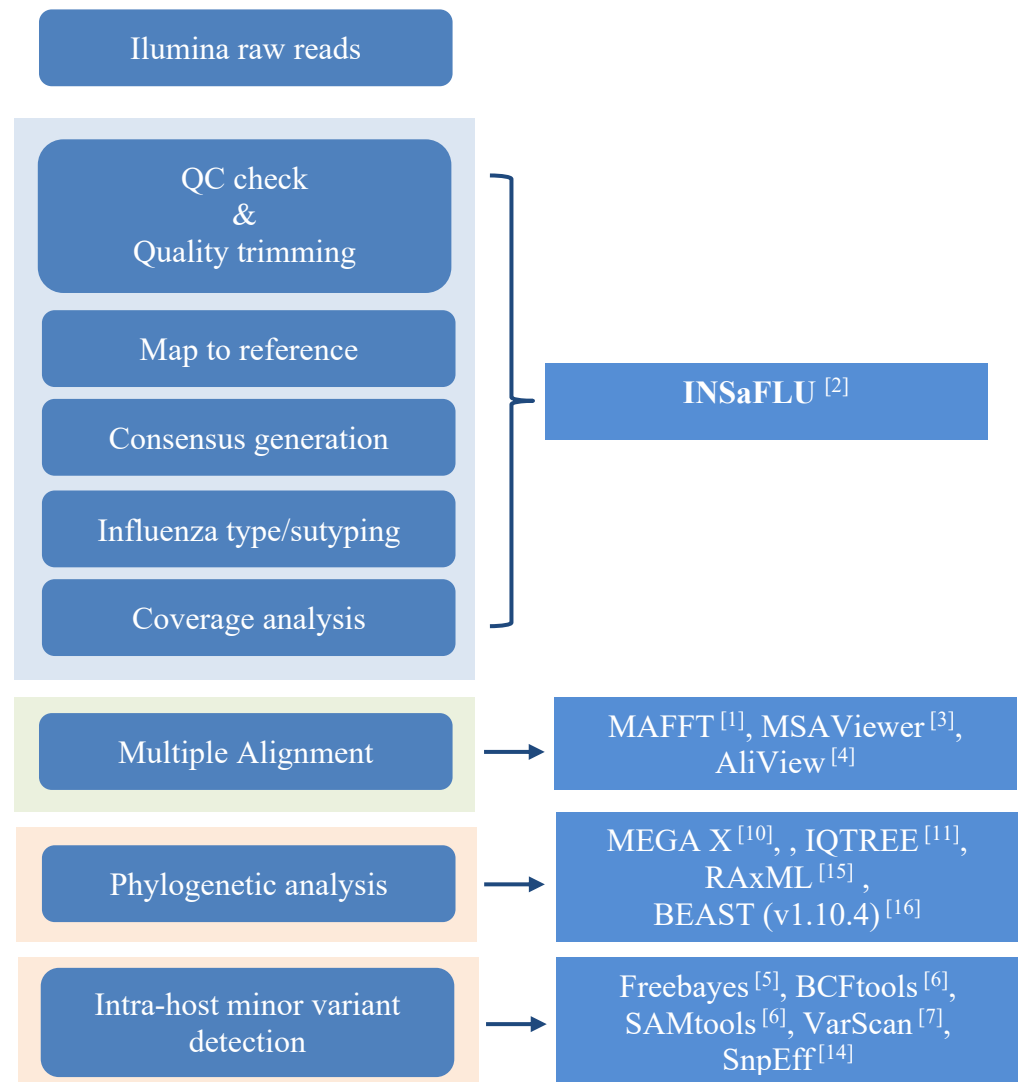 Ilumina raw reads
QC check
&
Quality trimming
Map to reference
Consensus generation
Influenza type/sutyping
Coverage analysis
INSaFLU [2]
Multiple Alignment
MAFFT [1], MSAViewer [3],
AliView [4]
Phylogenetic analysis
MEGA X [10], , IQTREE [11],
RAxML [15] ,
BEAST (v1.10.4) [16]
Intra-host minor variant
detection
Freebayes [5], BCFtools [6],
SAMtools [6], VarScan [7],
SnpEff [14]